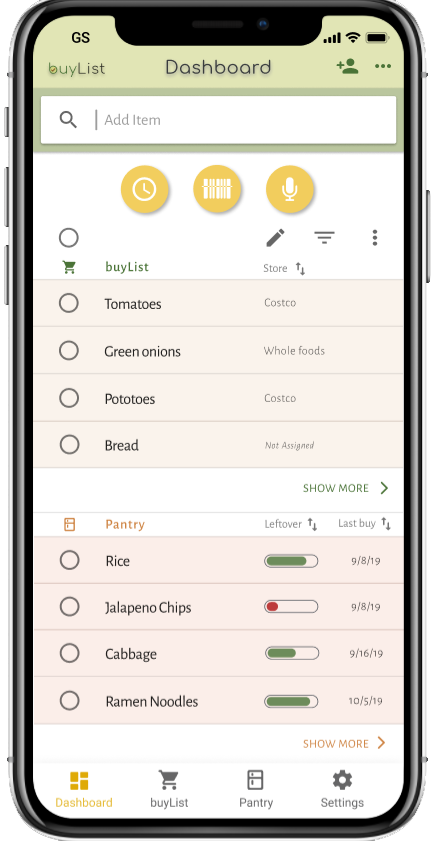 GS
buyList Dashboard
Add Item
buyList Store
Tomatoes Costco
Green onions Whole foods
Pototoes Costco
Bread Not Assigned
SHOW MORE
Pantry Leftover Last buy
Rice 9/8/19
Jalapeno Chips 9/8/19
Cabbage 9/16/19
Ramen Noodles 10/5/19
SHOW MORE
Dashboard buyList Pantry Settings